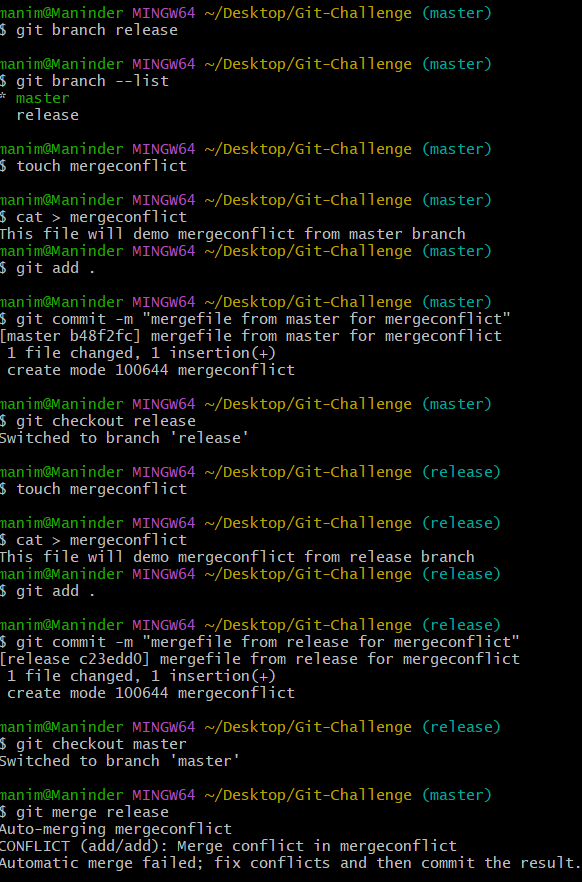 manim@Maninder MINGW64 ~/Desktop/Git-Challenge (master)
$ git branch release
manim@Maninder MINGW64 ~/Desktop/Git-Challenge (master)
$ git branch --list
* master
  release
manim@Maninder MINGW64 ~/Desktop/Git-Challenge (master)
$ touch mergeconflict
manim@Maninder MINGW64 ~/Desktop/Git-Challenge (master)
$ cat > mergeconflict
This file will demo mergeconflict from master branch
manim@Maninder MINGW64 ~/Desktop/Git-Challenge (master)
$ git add .
manim@Maninder MINGW64 ~/Desktop/Git-Challenge (master)
$ git commit -m "mergefile from master for mergeconflict"
[master b48f2fc] mergefile from master for mergeconflict
 1 file changed, 1 insertion(+)
 create mode 100644 mergeconflict
manim@Maninder MINGW64 ~/Desktop/Git-Challenge (master)
$ git checkout release
Switched to branch 'release'
manim@Maninder MINGW64 ~/Desktop/Git-Challenge (release)
$ touch mergeconflict
manim@Maninder MINGW64 ~/Desktop/Git-Challenge (release)
$ cat > mergeconflict
This file will demo mergeconflict from release branch
manim@Maninder MINGW64 ~/Desktop/Git-Challenge (release)
$ git add .
manim@Maninder MINGW64 ~/Desktop/Git-Challenge (release)
$ git commit -m "mergefile from release for mergeconflict"
[release c23edd0] mergefile from release for mergeconflict
 1 file changed, 1 insertion(+)
 create mode 100644 mergeconflict
manim@Maninder MINGW64 ~/Desktop/Git-Challenge (release)
$ git checkout master
Switched to branch 'master'
manim@Maninder MINGW64 ~/Desktop/Git-Challenge (master)
$ git merge release
Auto-merging mergeconflict
CONFLICT (add/add): Merge conflict in mergeconflict
Automatic merge failed; fix conflicts and then commit the result.